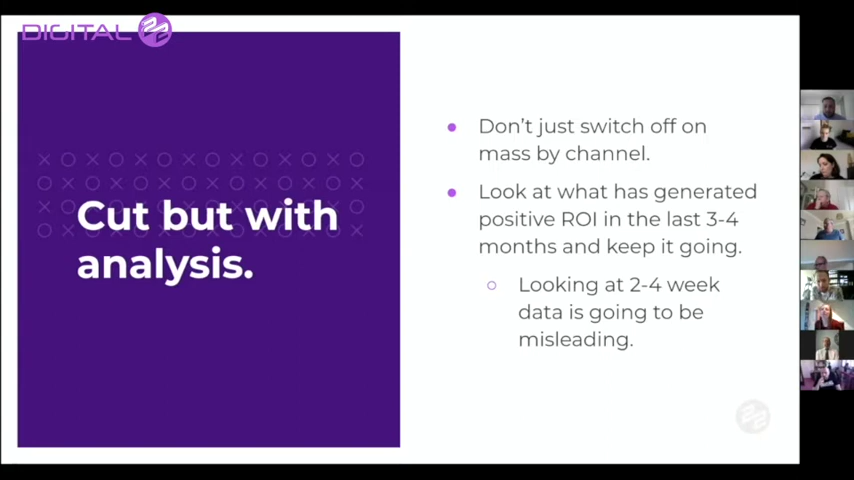 DIGITAL 22
Cut but with
analysis.
Don't just switch off on
mass by channel.
Look at what has generated
positive ROI in the last 3-4
months and keep it going.
Looking at 2-4 week
data is going to be
misleading.
22